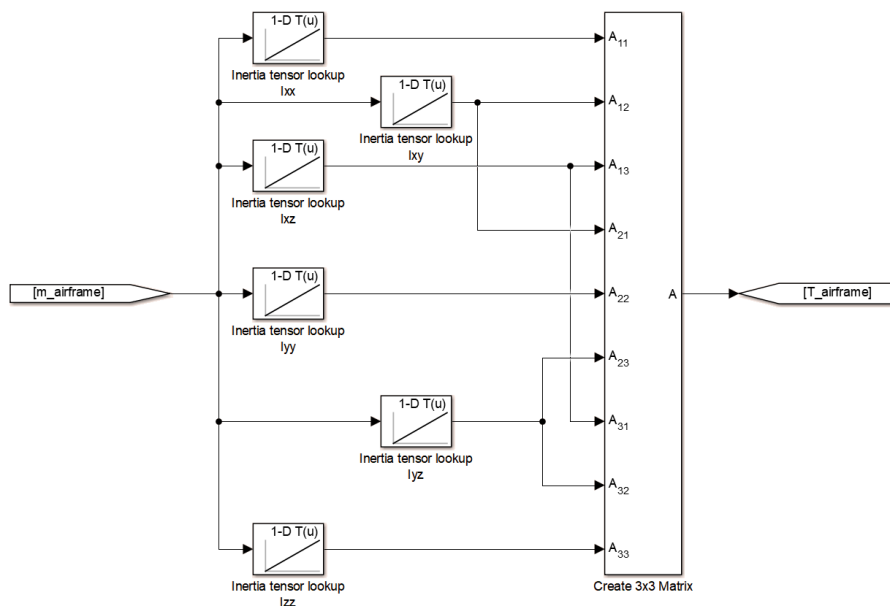 1-D T(u)
Inertia tensor lookup
Ixx
1-D T(u)
Inertia tensor lookup
Ixy
1-D T(u)
Inertia tensor lookup
Ixz
[m_airframe]
1-D T(u)
Inertia tensor lookup
Iyy
1-D T(u)
Inertia tensor lookup
Iyz
1-D T(u)
Inertia tensor lookup
Izz
A11
A12
A13
A21
A22
A23
A31
A32
A33
A
Create 3x3 Matrix
[T_airframe]